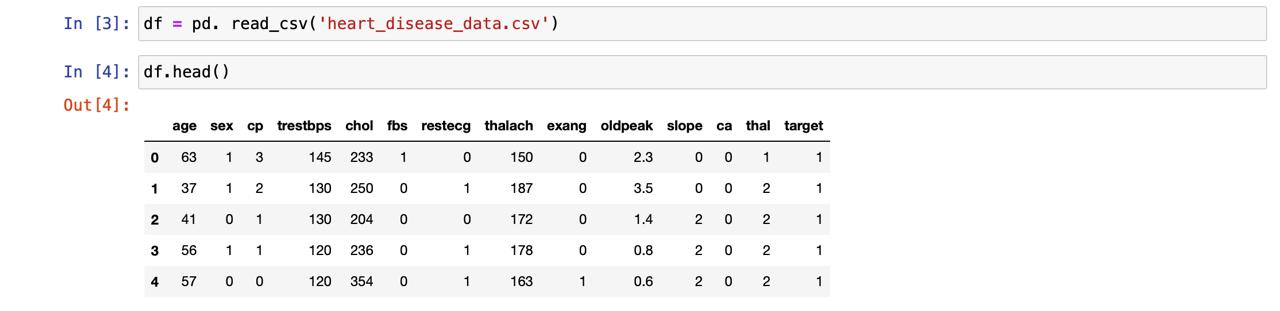 In [3]: df = pd. read_csv('heart_disease_data.csv')
In [4]: df.head()
Out[4]:
age sex cp trestbps chol fbs restecg thalach exang oldpeak slope ca thal target
0 63 1 3 145 233 1 0 150 0 2.3 0 0 1 1
1 37 1 2 130 250 0 1 187 0 3.5 0 0 2 1
2 41 0 1 130 204 0 0 172 0 1.4 2 0 2 1
3 56 1 1 120 236 0 1 178 0 0.8 2 0 2 1
4 57 0 0 120 354 0 1 163 1 0.6 2 0 2 1